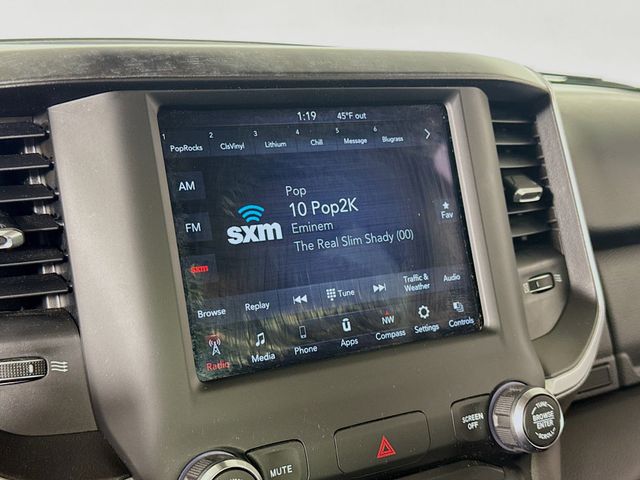 1:19 45°F out
1 PopRocks 2 ClsVinyl 3 Lithium 4 Chill 5 Message 6 Blugrass
AM
FM
sxm
sxm
Pop
10 Pop2K
Eminem
The Real Slim Shady (00)
Fav
Browse Replay Tune Traffic & Weather Audio
Radio Media Phone Apps NW Compass Settings Controls
MUTE
SCREEN OFF
TUNE
BROWSE
ENTER
SCROLL